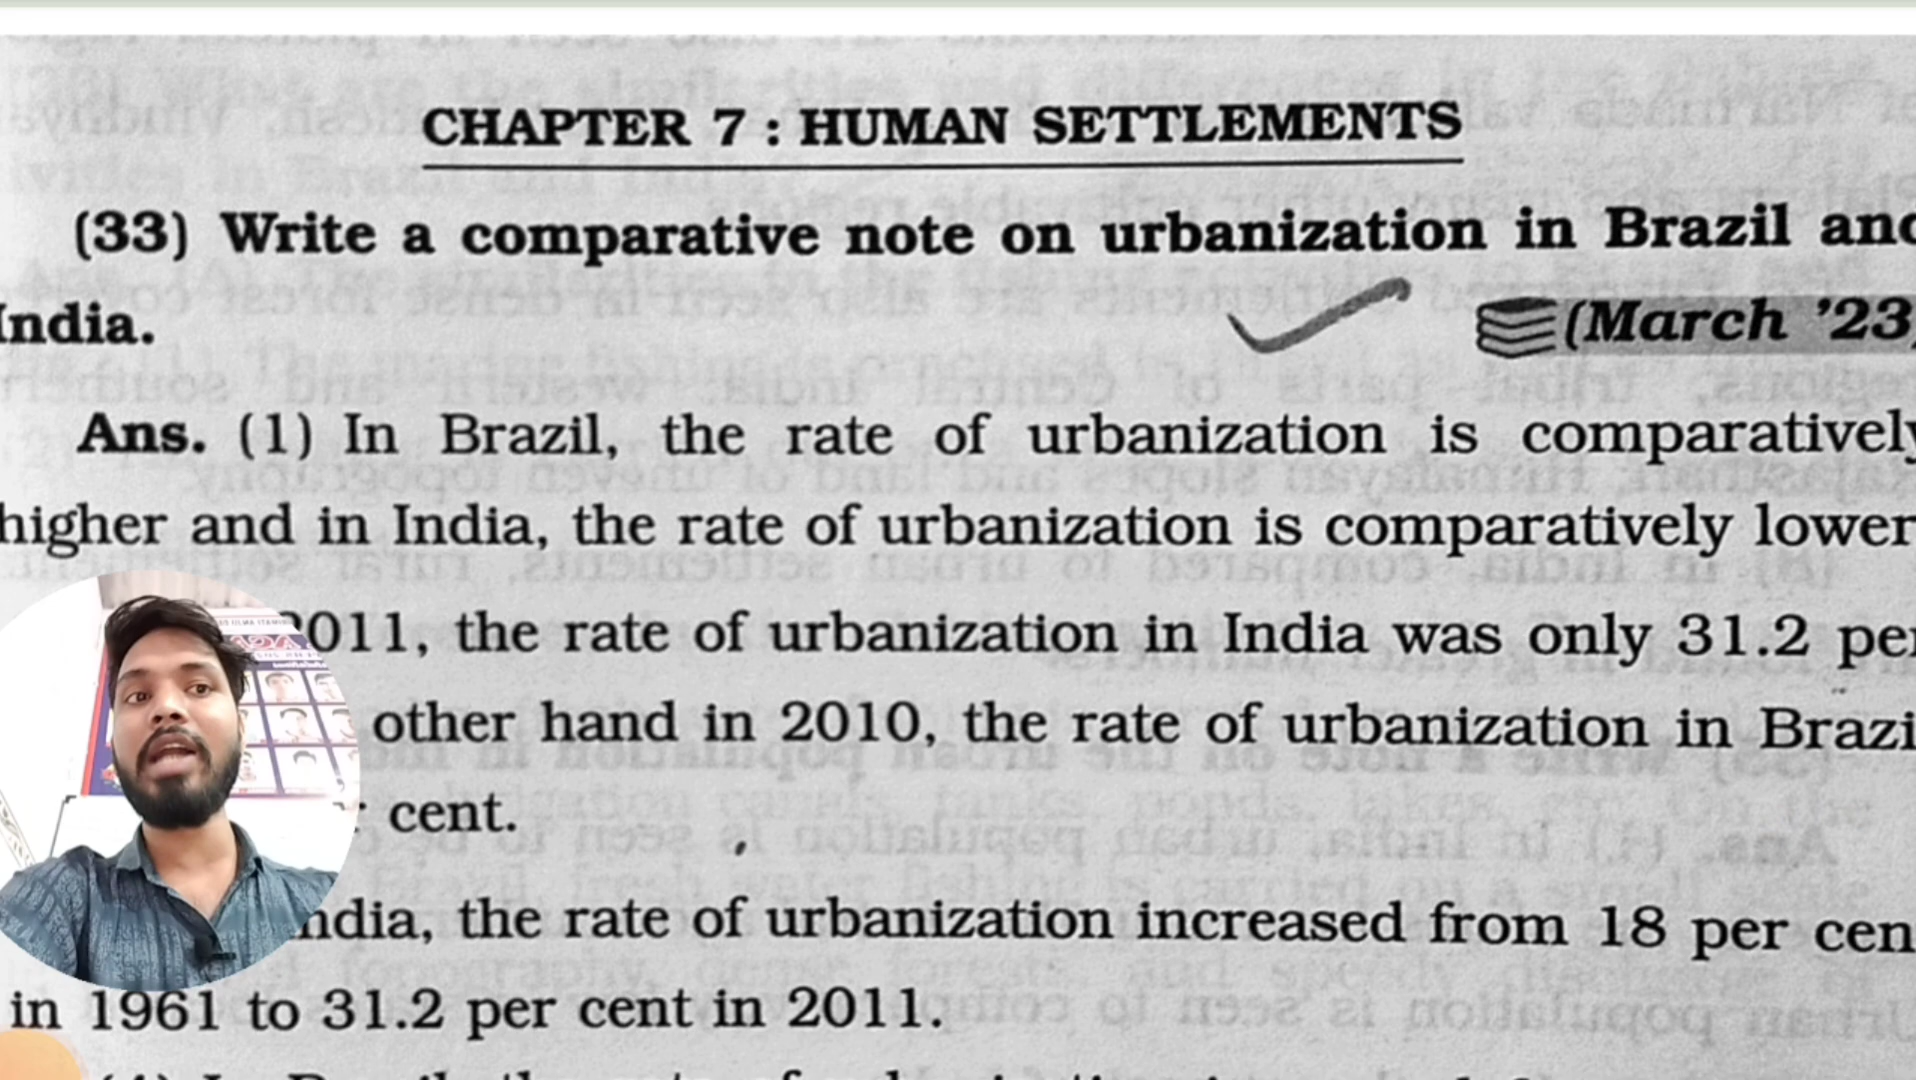 CHAPTER 7 : HUMAN SETTLEMENTS
(33) Write a comparative note on urbanization in Brazil and
India.
(March '23)
Ans. (1) In Brazil, the rate of urbanization is comparatively
higher and in India, the rate of urbanization is comparatively lower
2011, the rate of urbanization in India was only 31.2 per
other hand in 2010, the rate of urbanization in Brazil
cent.
India, the rate of urbanization increased from 18 per cent
in 1961 to 31.2 per cent in 2011.